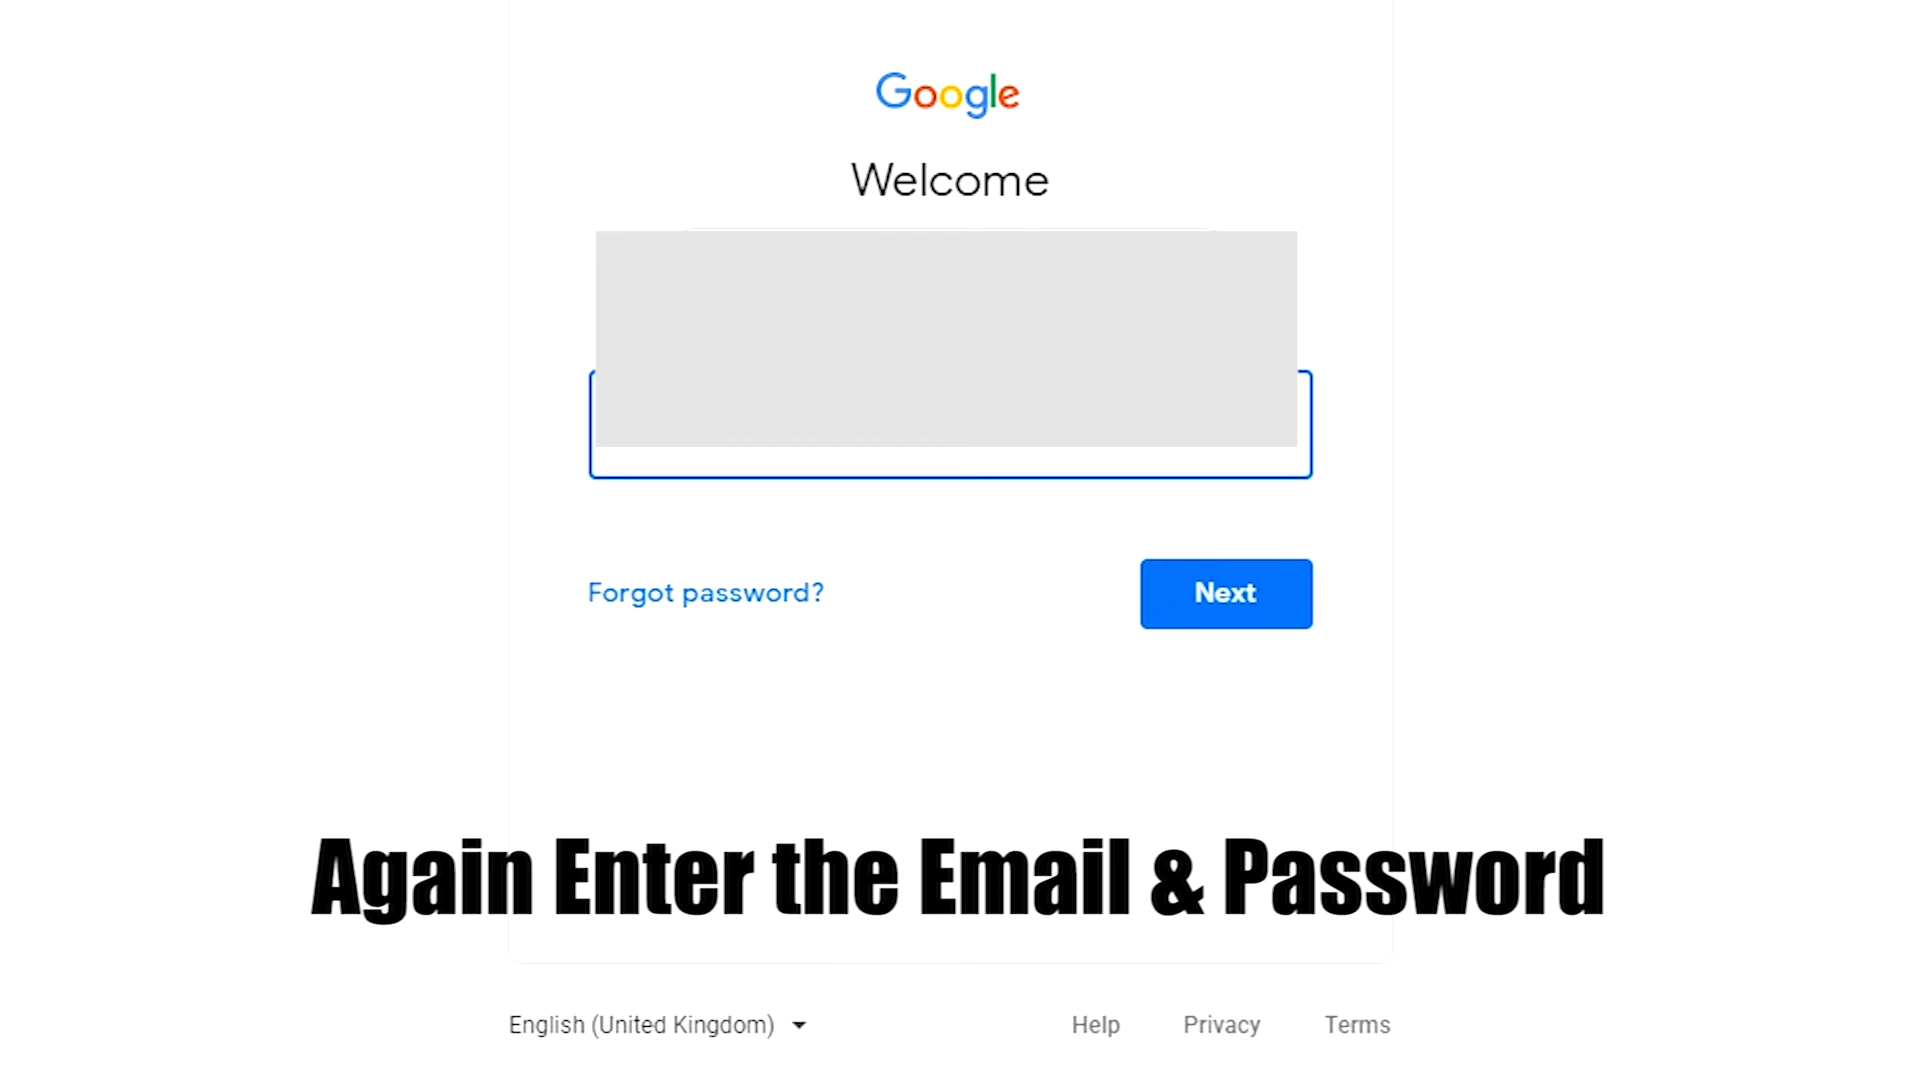 Google
Welcome
Forgot password?
Next
Again Enter the Email & Password
English (United Kingdom)
Help Privacy Terms